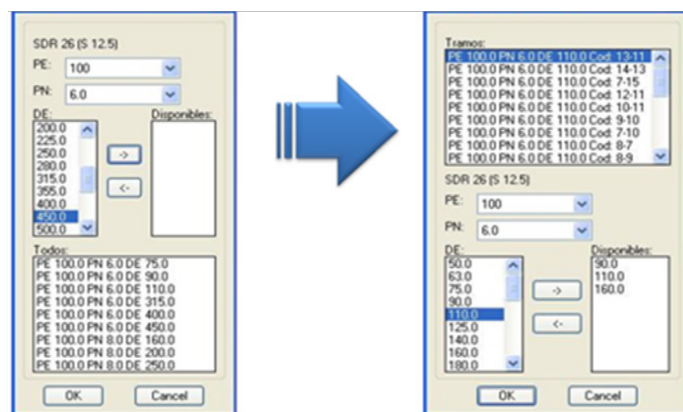 SDR 26 (S 12.5)
PE: 100
PN: 6.0
DE: Disponibles:
200.0
225.0
250.0
280.0
315.0
355.0
400.0
450.0
500.0
->
<-
Todos:
PE 100.0 PN 6.0 DE 75.0
PE 100.0 PN 6.0 DE 90.0
PE 100.0 PN 6.0 DE 110.0
PE 100.0 PN 6.0 DE 315.0
PE 100.0 PN 6.0 DE 400.0
PE 100.0 PN 6.0 DE 450.0
PE 100.0 PN 8.0 DE 160.0
PE 100.0 PN 8.0 DE 200.0
PE 100.0 PN 8.0 DE 250.0
OK Cancel
Tramos:
PE 100.0 PN 6.0 DE 110.0 Cod: 13-11
PE 100.0 PN 6.0 DE 110.0 Cod: 14-13
PE 100.0 PN 6.0 DE 110.0 Cod: 7-15
PE 100.0 PN 6.0 DE 110.0 Cod: 12-11
PE 100.0 PN 6.0 DE 110.0 Cod: 10-11
PE 100.0 PN 6.0 DE 110.0 Cod: 9-10
PE 100.0 PN 6.0 DE 110.0 Cod: 7-10
PE 100.0 PN 6.0 DE 110.0 Cod: 8-7
PE 100.0 PN 6.0 DE 110.0 Cod: 8-9
SDR 26 (S 12.5)
PE: 100
PN: 6.0
DE: Disponibles:
50.0
63.0
75.0
90.0
110.0
125.0
140.0
160.0
180.0
->
<-
90.0
110.0
160.0
OK Cancel